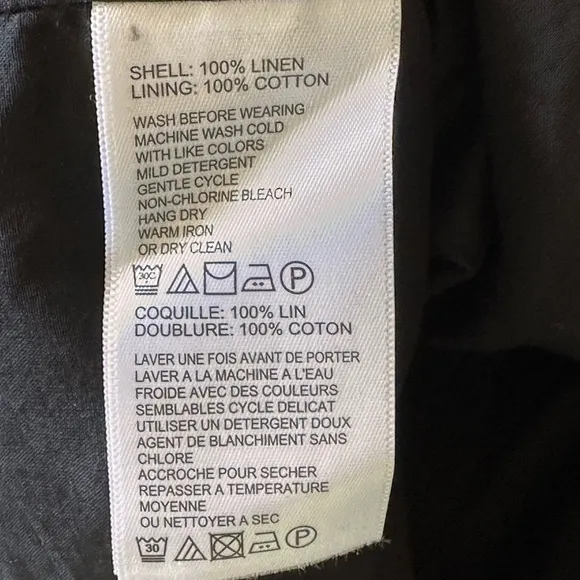 SHELL: 100% LINEN
LINING: 100% COTTON
WASH BEFORE WEARING
MACHINE WASH COLD
WITH LIKE COLORS
MILD DETERGENT
GENTLE CYCLE
NON-CHLORINE BLEACH
HANG DRY
WARM IRON
OR DRY CLEAN
30C P
COQUILLE: 100% LIN
DOUBLURE: 100% COTON
LAVER UNE FOIS AVANT DE PORTER
LAVER A LA MACHINE A L'EAU
FROIDE AVEC DES COULEURS
SEMBLABLES CYCLE DELICAT
UTILISER UN DETERGENT DOUX
AGENT DE BLANCHIMENT SANS
CHLORE
ACCROCHE POUR SECHER
REPASSER A TEMPERATURE
MOYENNE
OU NETTOYER A SEC
30 P